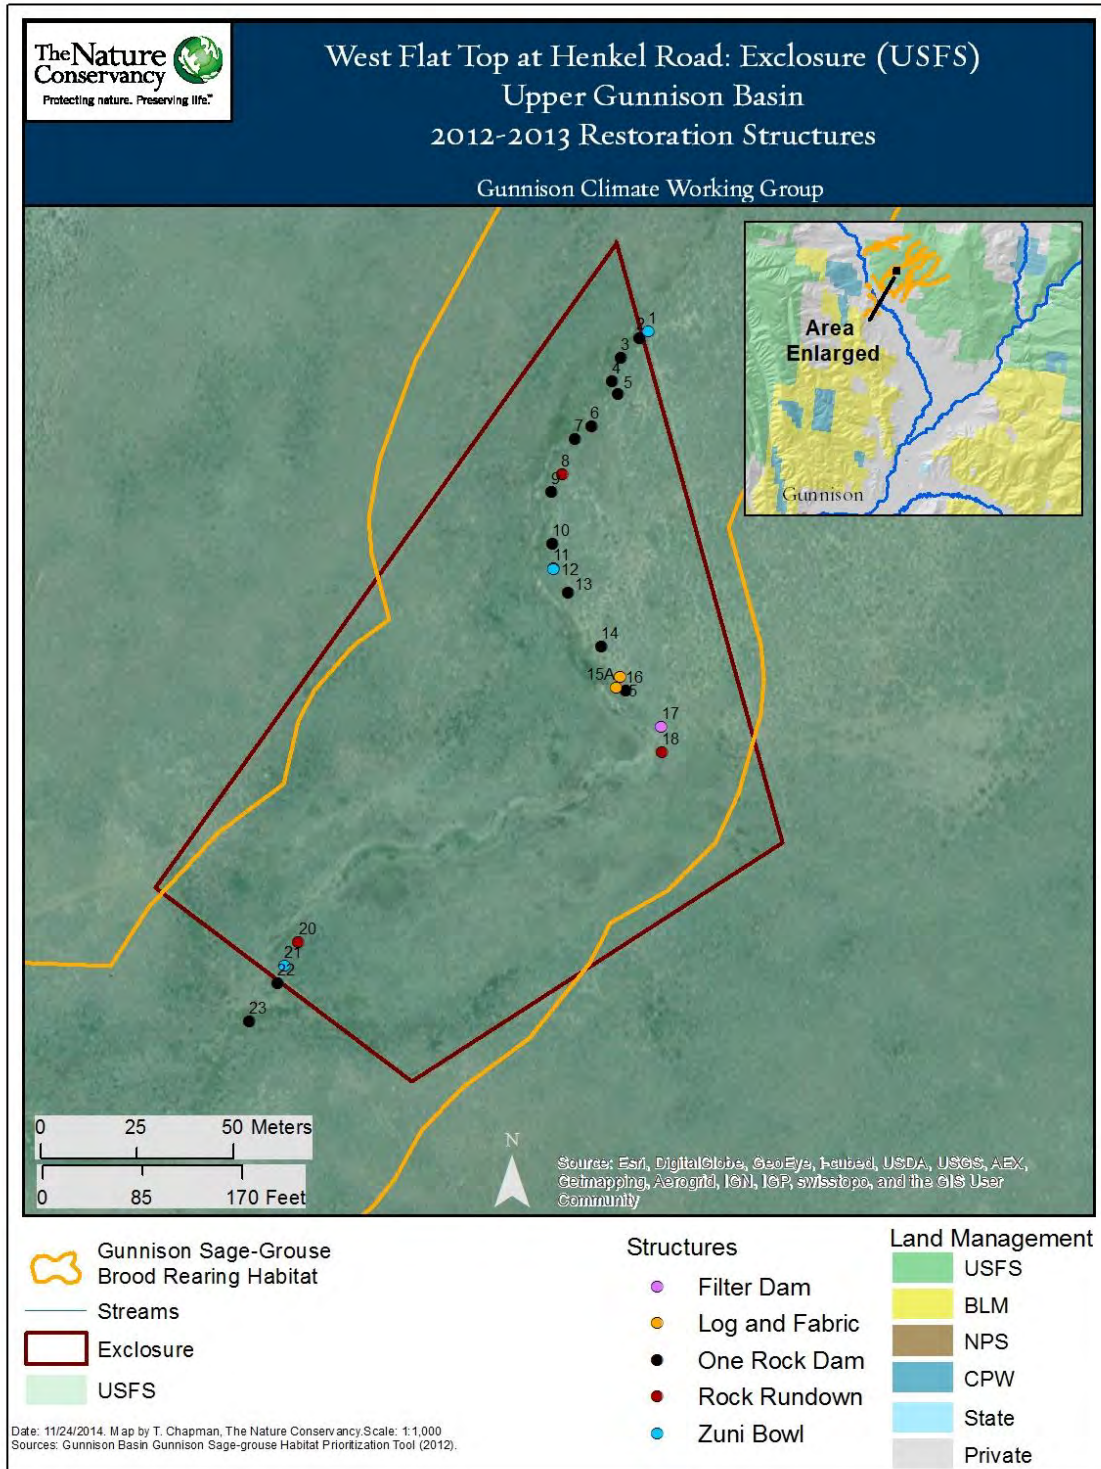 The Nature
Conservancy
Protecting nature. Preserving life.™
West Flat Top at Henkel Road: Exclosure (USFS)
Upper Gunnison Basin
2012-2013 Restoration Structures
Gunnison Climate Working Group
Area
Enlarged
Gunnison
1
2
3
4
5
6
7
8
9
10
11
12
13
14
15A
16
5
17
18
20
21
22
23
0 25 50 Meters
0 85 170 Feet
N
Source: Esri, DigitalGlobe, GeoEye, i-cubed, USDA, USGS, AEX,
Getmapping, Aerogrid, IGN, IGP, swisstopo, and the GIS User
Community
Gunnison Sage-Grouse
Brood Rearing Habitat
Streams
Exclosure
USFS
Structures
Filter Dam
Log and Fabric
One Rock Dam
Rock Rundown
Zuni Bowl
Land Management
USFS
BLM
NPS
CPW
State
Private
Date: 11/24/2014. Map by T. Chapman, The Nature Conservancy.Scale: 1:1,000
Sources: Gunnison Basin Gunnison Sage-grouse Habitat Prioritization Tool (2012).